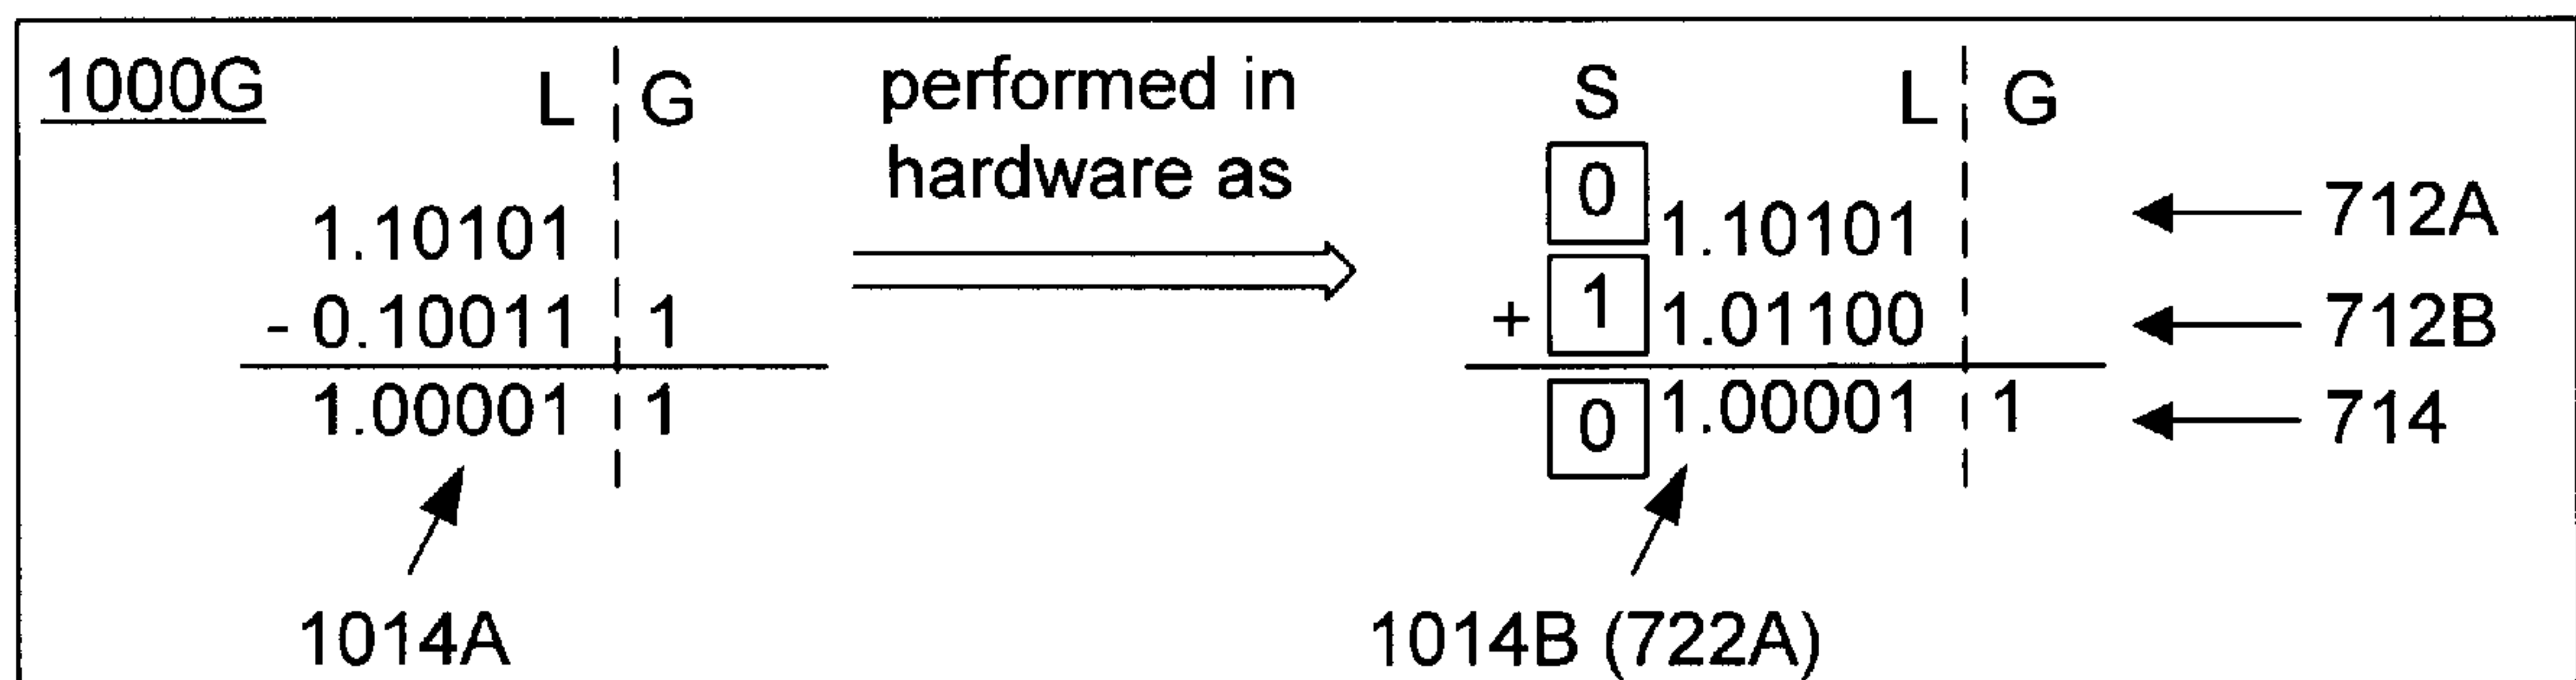 1000G L G performed in S L G
hardware as 0
1.10101 1.10101 712A
- 0.10011 1 + 1 1.01100 712B
1.00001 1 0 1.00001 1 714
1014A 1014B (722A)